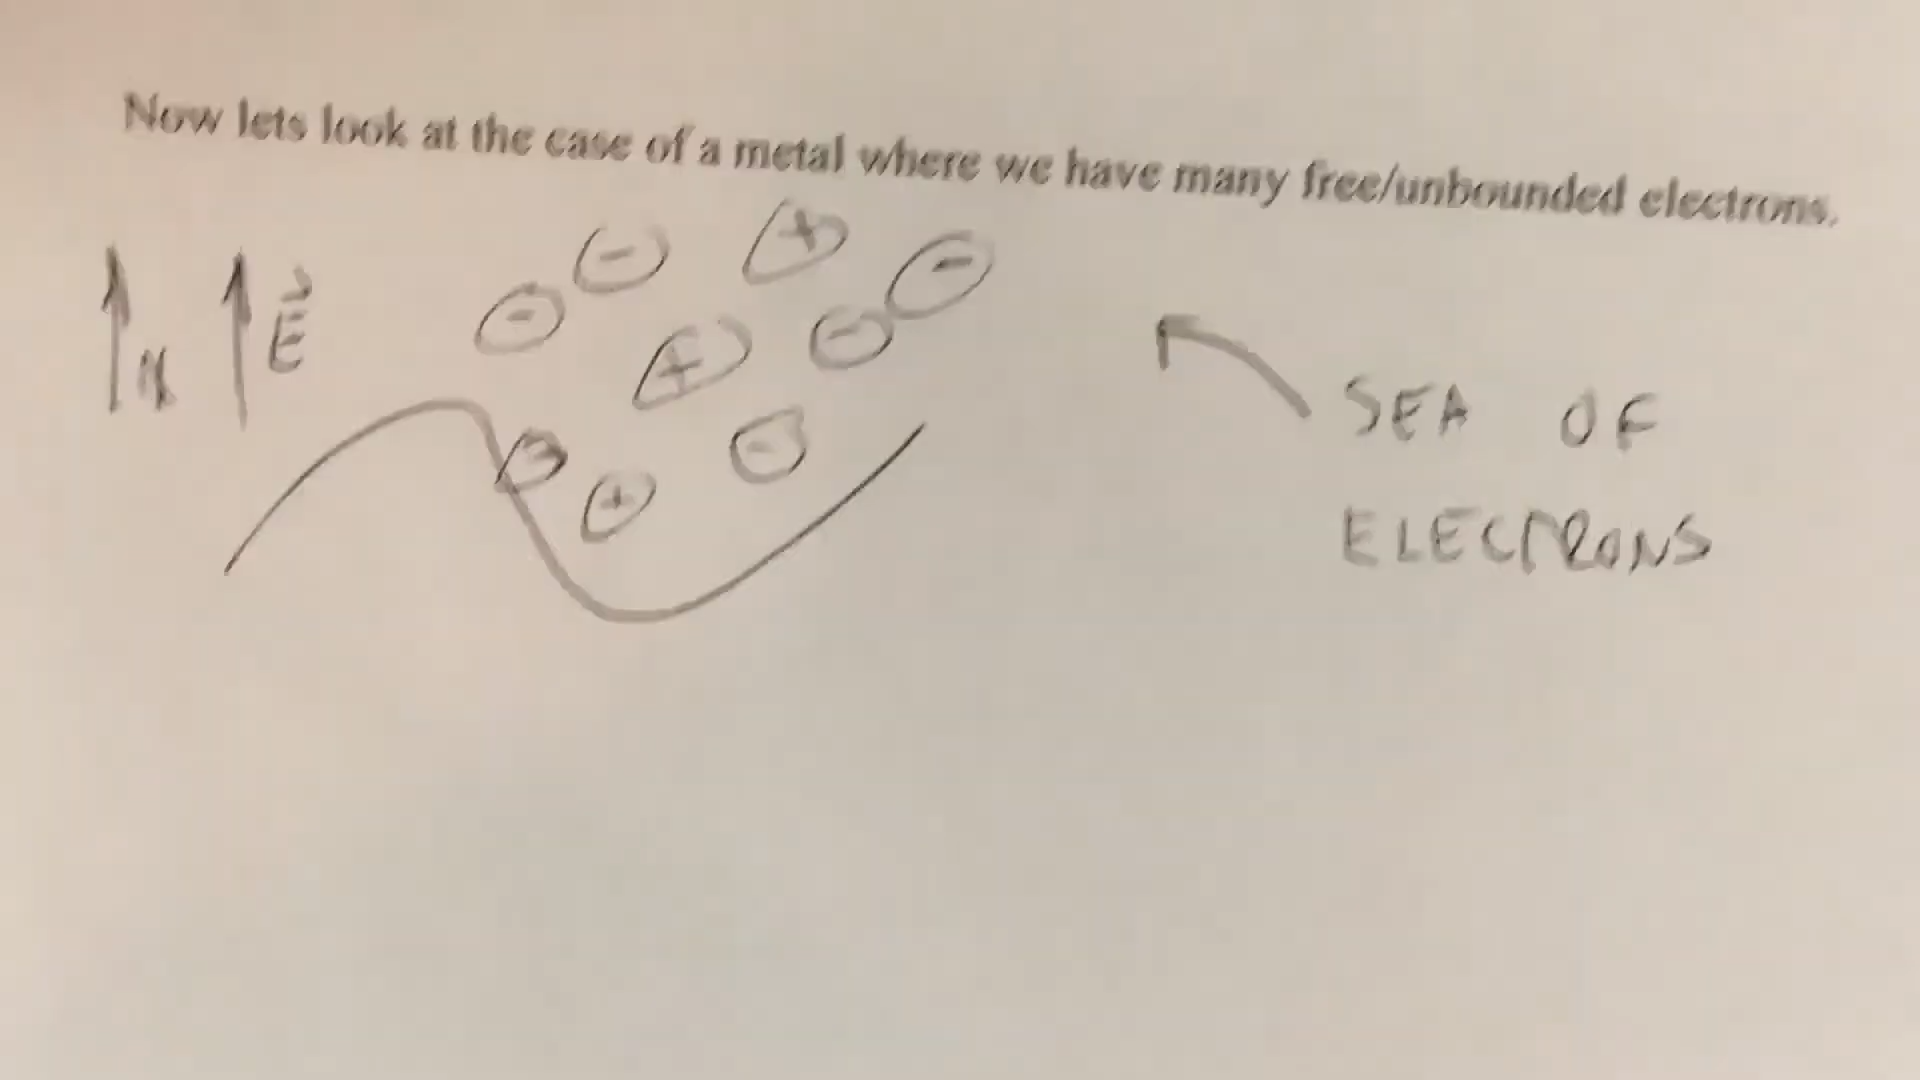 Now lets look at the case of a metal where we have many free/unbounded electrons.
E
SEA OF
ELECTRONS